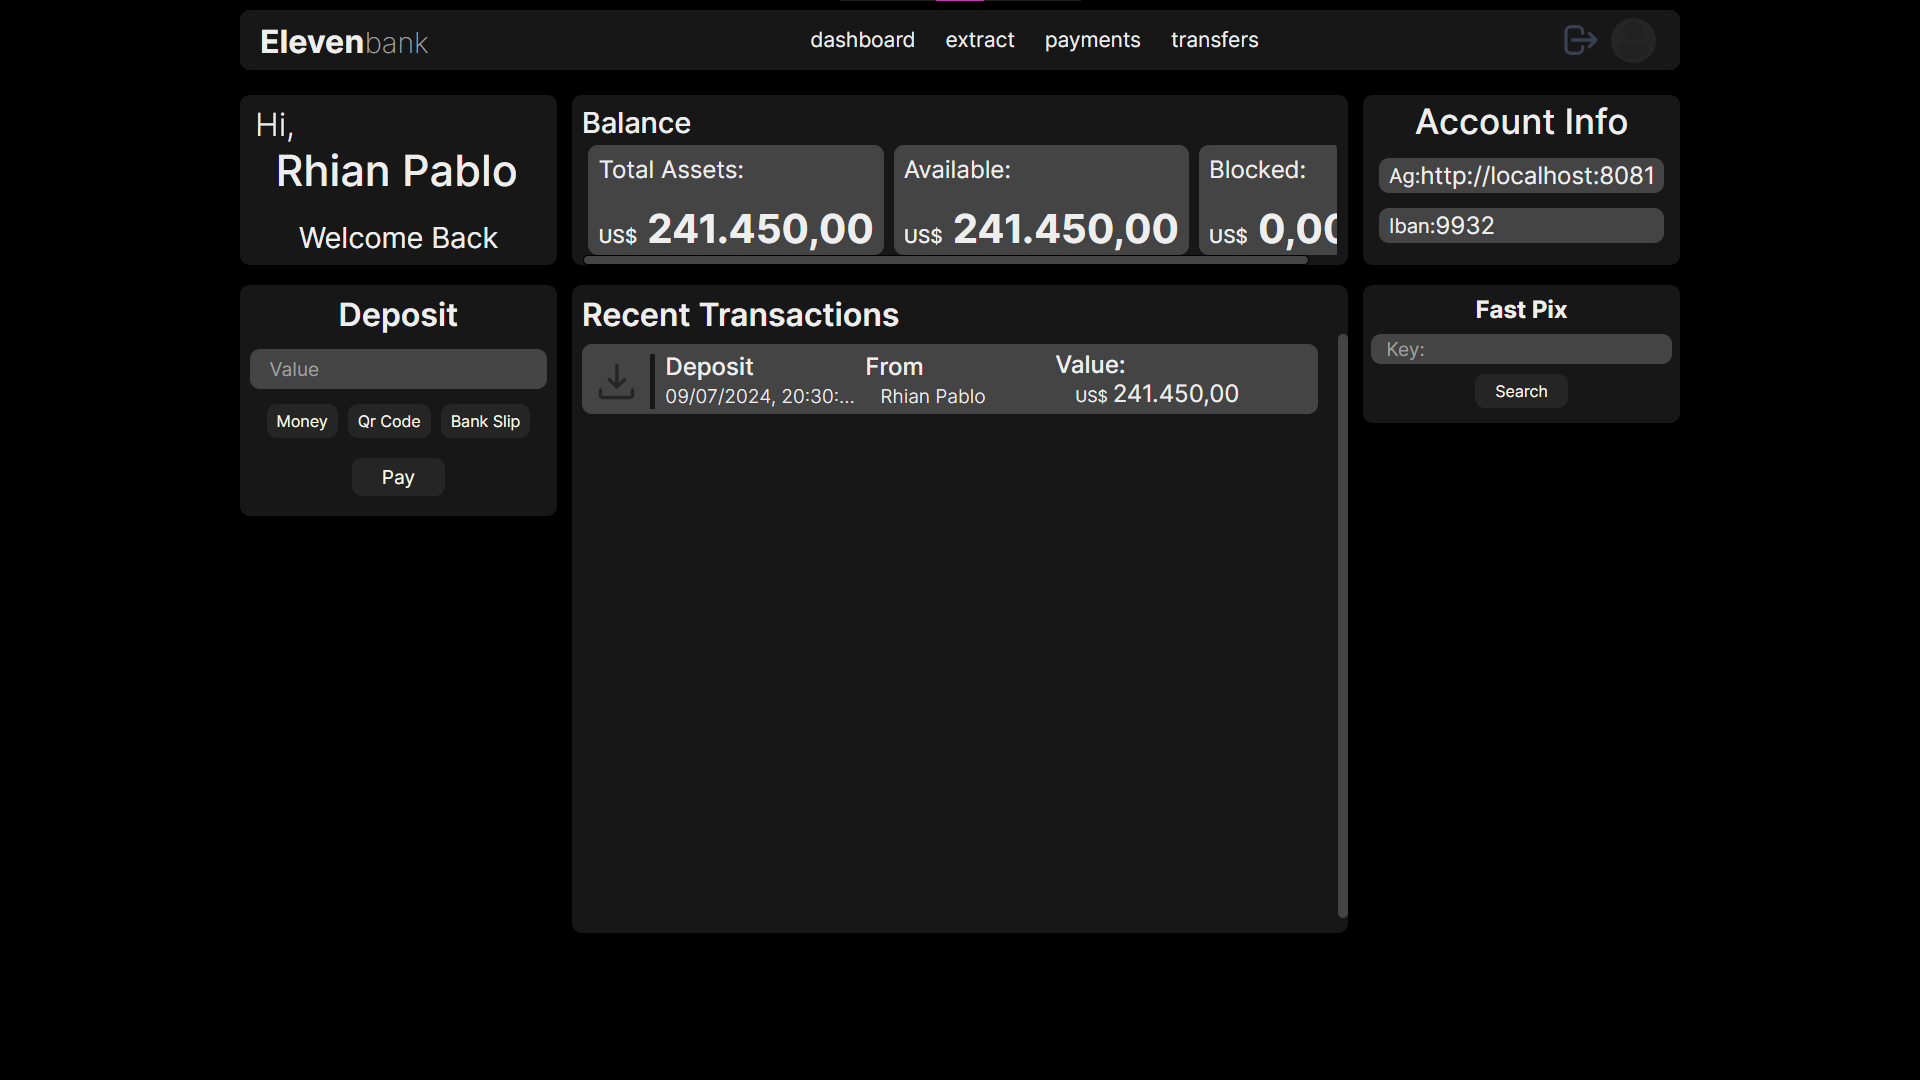 Elevenbank
dashboard extract payments transfers
Hi,
Rhian Pablo
Welcome Back
Balance
Total Assets:
US$ 241.450,00
Available:
US$ 241.450,00
Blocked:
US$ 0,00
Account Info
Ag:http://localhost:8081
Iban:9932
Deposit
Value
Money Qr Code Bank Slip
Pay
Recent Transactions
Deposit From Value:
09/07/2024, 20:30:... Rhian Pablo US$ 241.450,00
Fast Pix
Key:
Search